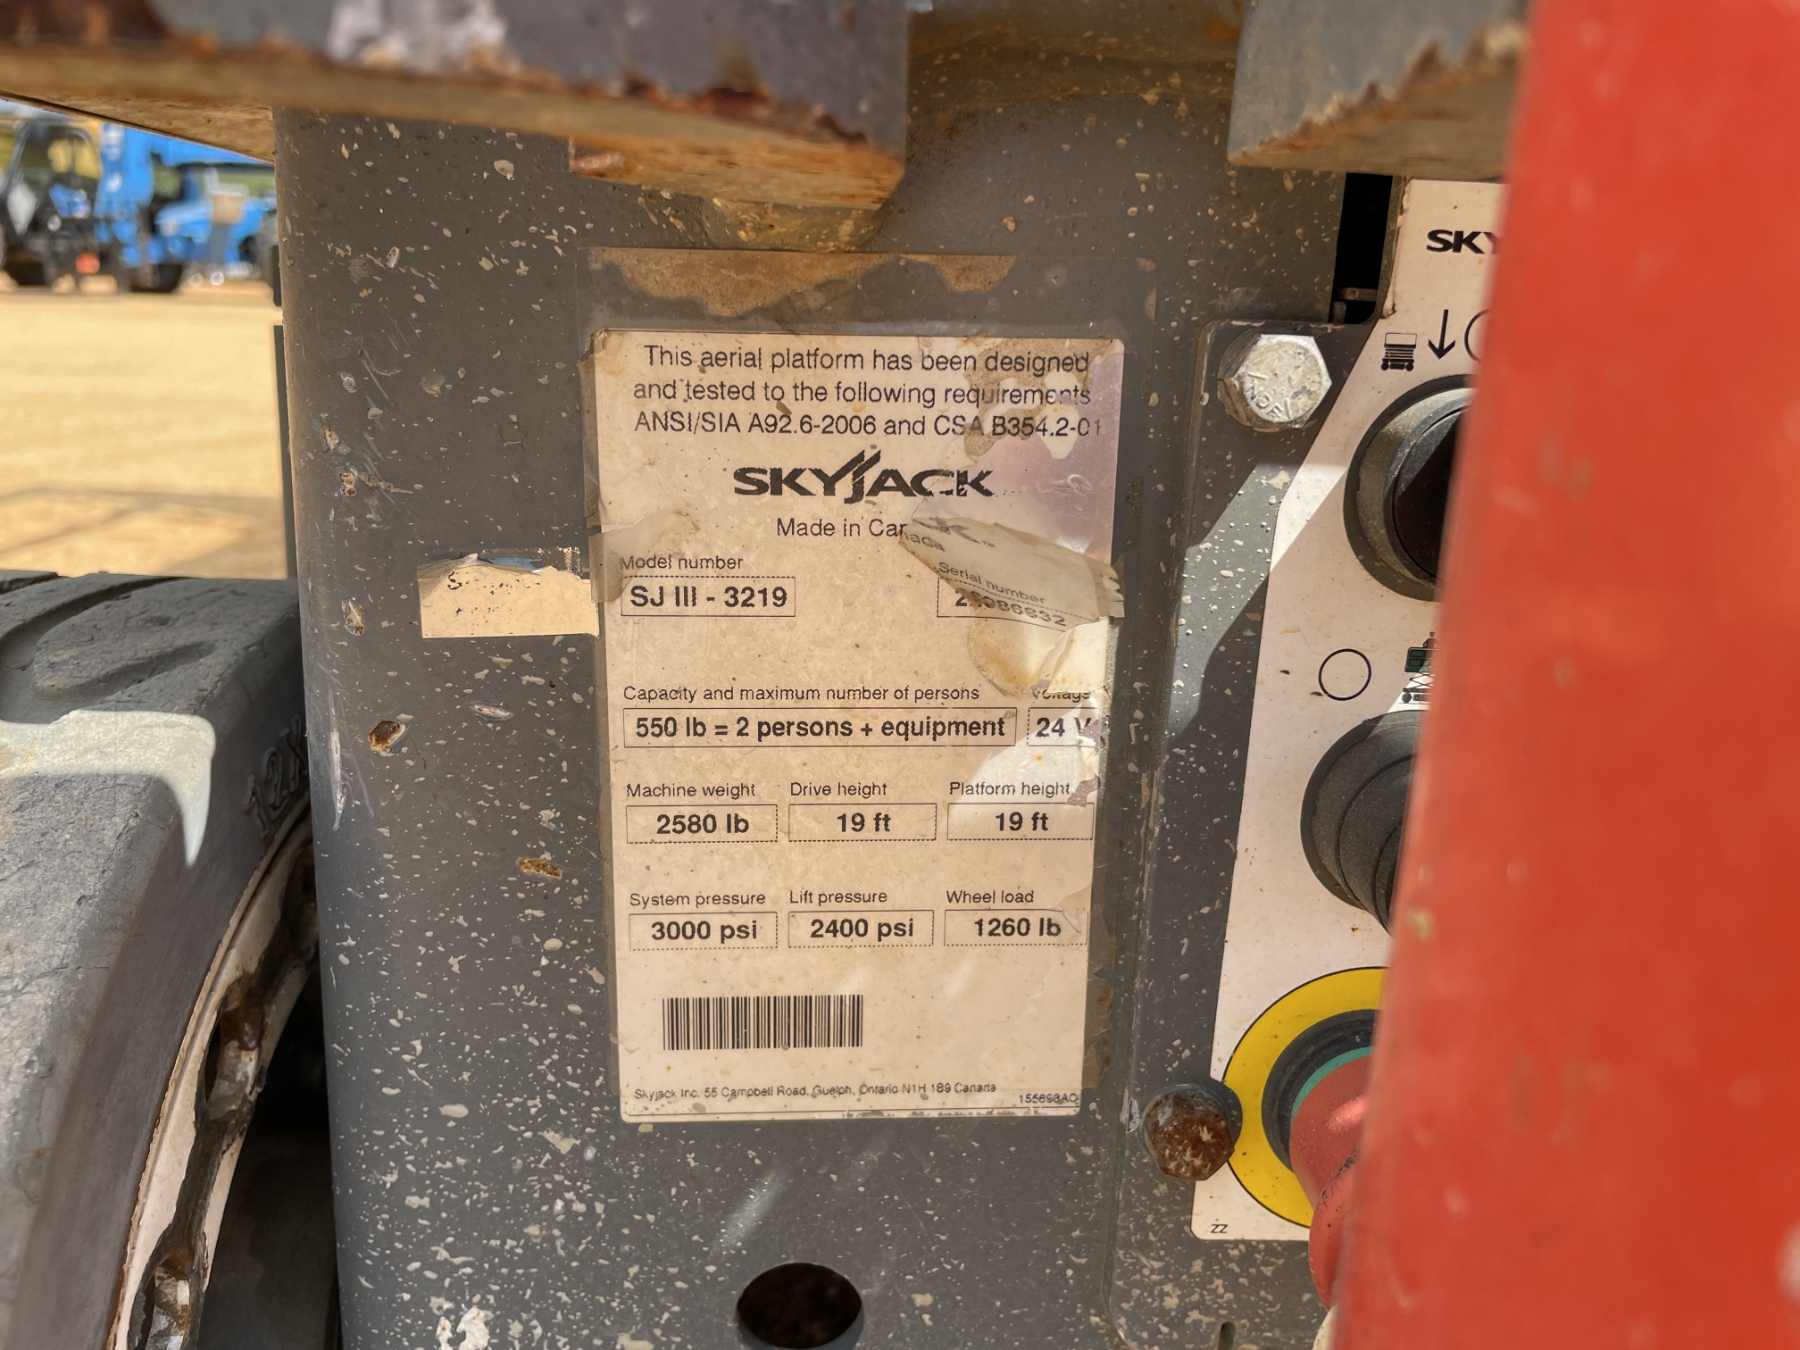 This aerial platform has been designed
and tested to the following requirements
ANSI/SIA A92.6-2006 and CSA B354.2-01
SKYJACK
Made in Canada
Model number
Serial number
SJ III - 3219
Capacity and maximum number of persons
Voltage
550 lb = 2 persons + equipment
24 V
Machine weight
Drive height
Platform height
2580 lb
19 ft
19 ft
System pressure
Lift pressure
Wheel load
3000 psi
2400 psi
1260 lb
Skyjack Inc. 55 Campbell Road, Guelph, Ontario N1H 1B9 Canada
SKY
ZZ